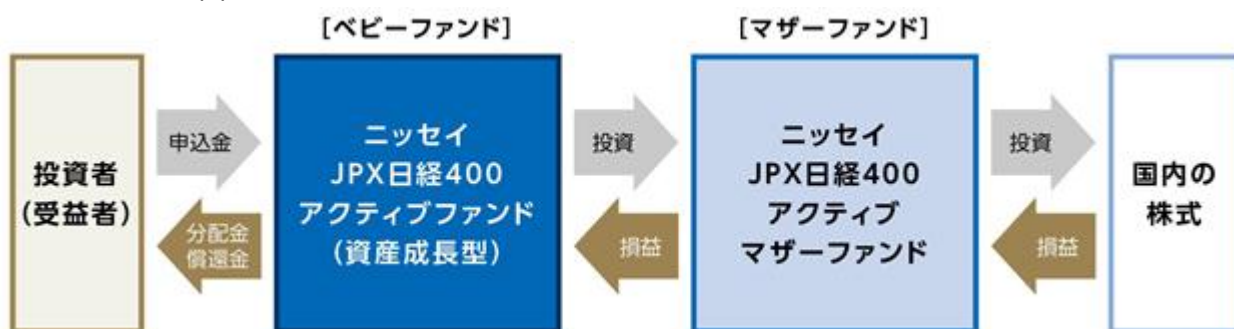 [ベビーファンド]
[マザーファンド]
投資者
(受益者)
申込金
分配金
償還金
ニッセイ
JPX日経400
アクティブファンド
(資産成長型)
投資
損益
ニッセイ
JPX日経400
アクティブ
マザーファンド
投資
損益
国内の
株式